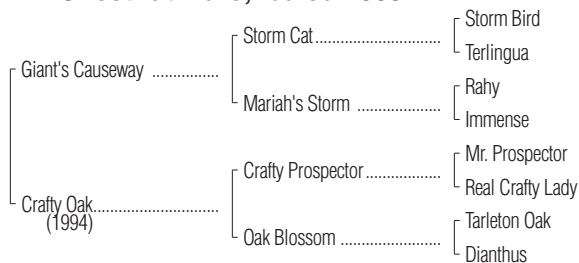 Storm Bird
Storm Cat
Terlingua
Giant's Causeway
Rahy
Mariah's Storm
Immense
Mr. Prospector
Crafty Prospector
Real Crafty Lady
Crafty Oak
(1994)
Tarleton Oak
Oak Blossom
Dianthus